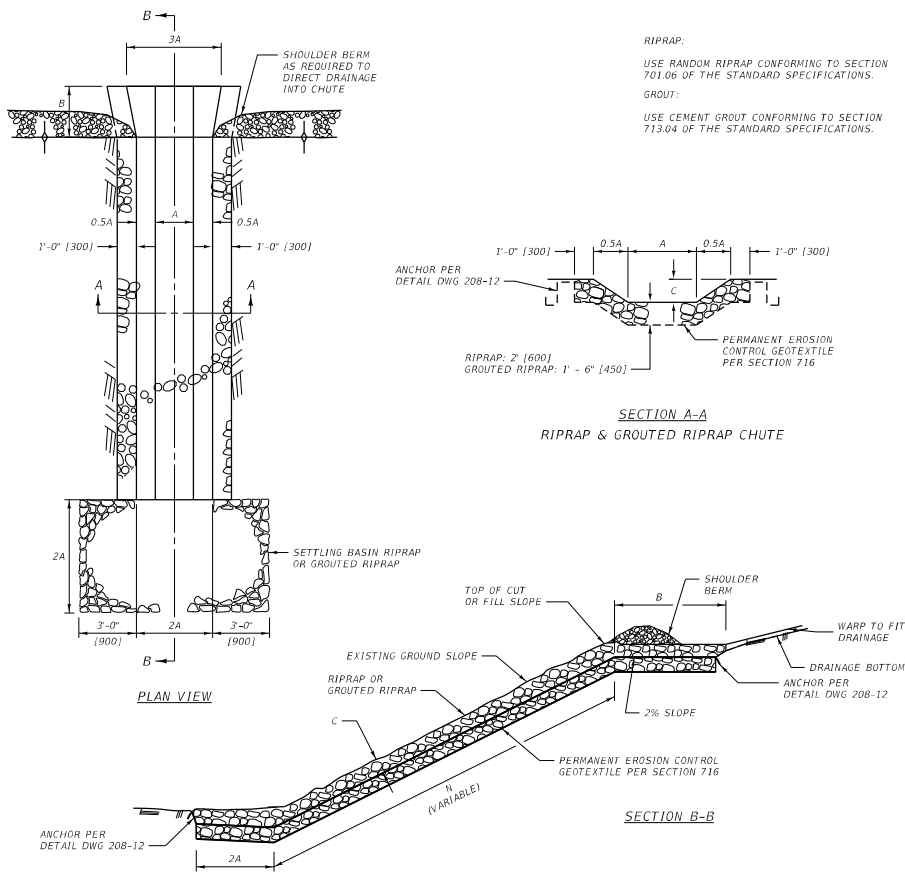 B
3A
SHOULDER BERM
AS REQUIRED TO
DIRECT DRAINAGE
INTO CHUTE
B
0.5A
A
0.5A
1'-0" [300]
1'-0" [300]
A
A
2A
SETTLING BASIN RIPRAP
OR GROUTED RIPRAP
3'-0"
[900]
2A
3'-0"
[900]
B
PLAN VIEW
RIPRAP:
USE RANDOM RIPRAP CONFORMING TO SECTION
701.06 OF THE STANDARD SPECIFICATIONS.
GROUT:
USE CEMENT GROUT CONFORMING TO SECTION
713.04 OF THE STANDARD SPECIFICATIONS.
1'-0" [300]
0.5A
A
0.5A
1'-0" [300]
ANCHOR PER
DETAIL DWG 208-12
C
PERMANENT EROSION
CONTROL GEOTEXTILE
PER SECTION 716
RIPRAP: 2' [600]
GROUTED RIPRAP: 1' - 6" [450]
SECTION A-A
RIPRAP & GROUTED RIPRAP CHUTE
TOP OF CUT
OR FILL SLOPE
B
SHOULDER
BERM
WARP TO FIT
DRAINAGE
DRAINAGE BOTTOM
ANCHOR PER
DETAIL DWG 208-12
EXISTING GROUND SLOPE
RIPRAP OR
GROUTED RIPRAP
C
2% SLOPE
PERMANENT EROSION CONTROL
GEOTEXTILE PER SECTION 716
N
(VARIABLE)
ANCHOR PER
DETAIL DWG 208-12
2A
SECTION B-B